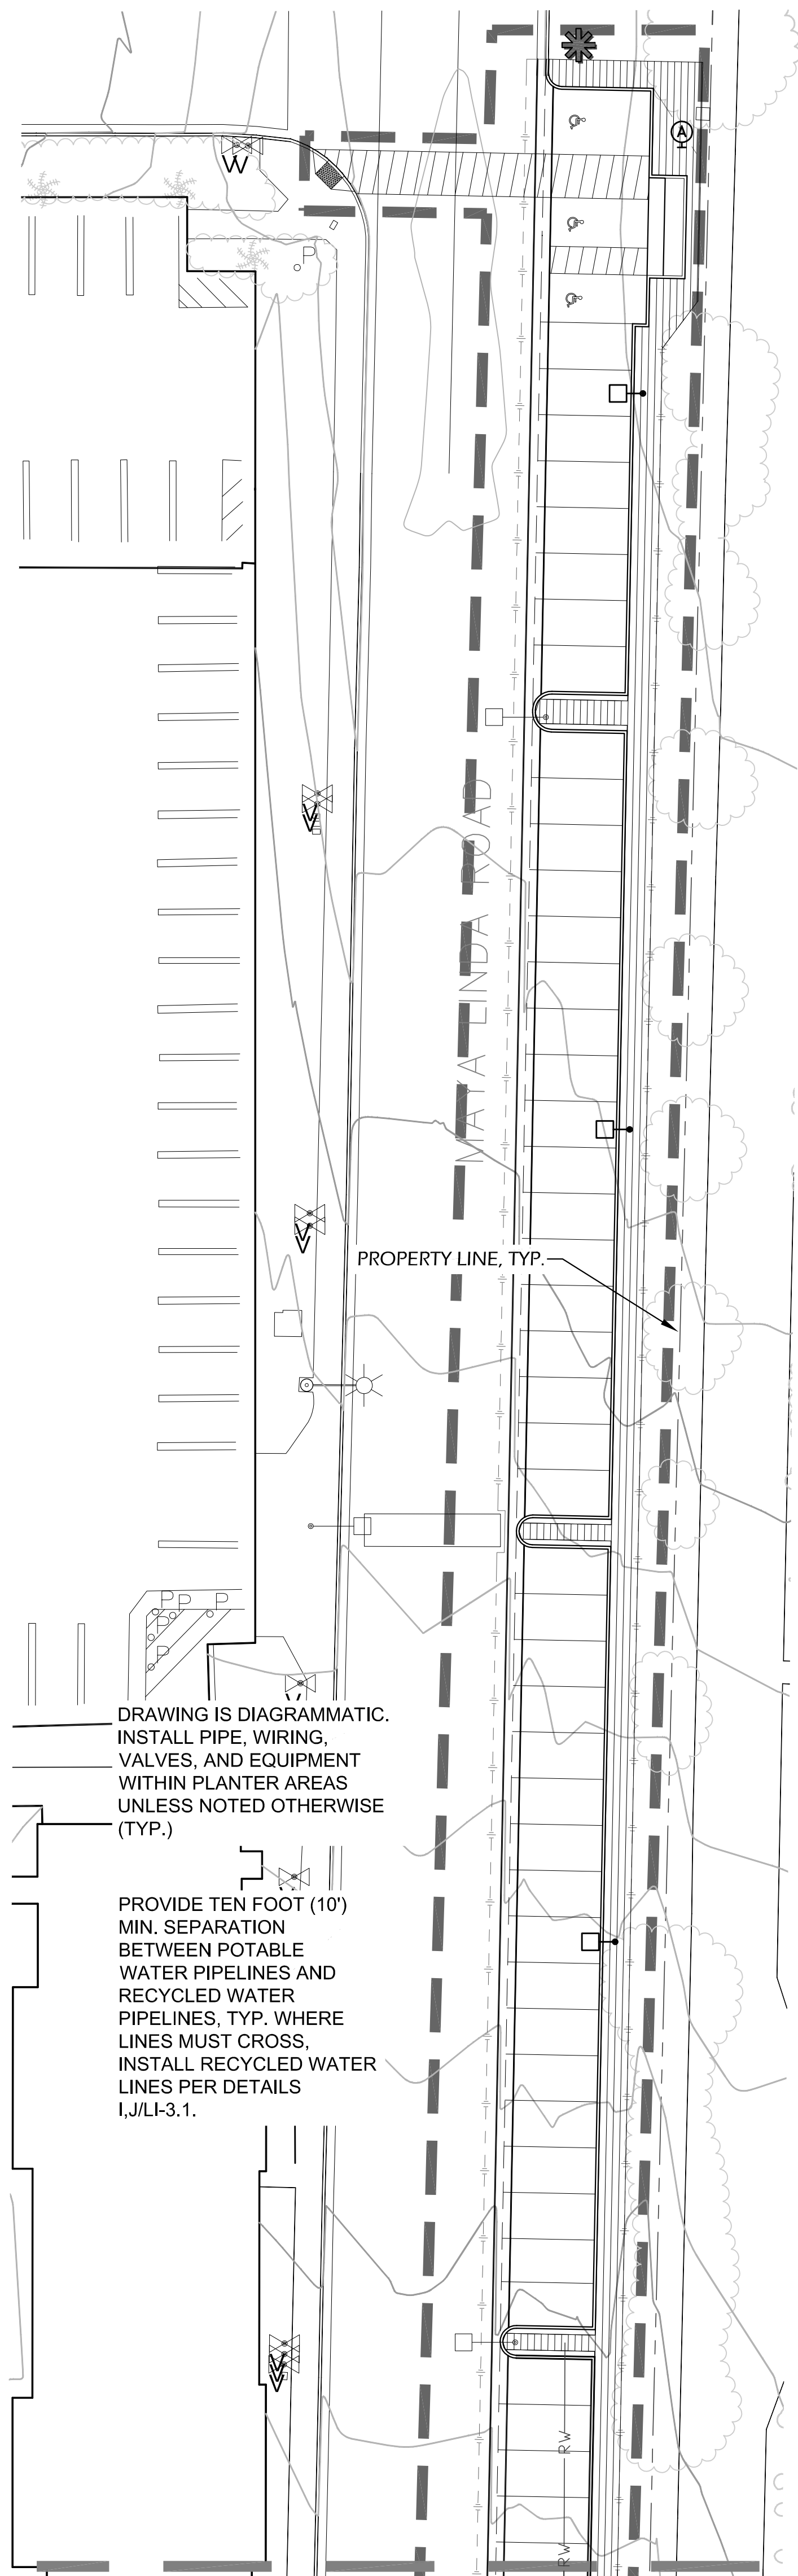 A
W
P
MAYA LINDA ROAD
V
V
PROPERTY LINE, TYP.
P
P
P
P
P
DRAWING IS DIAGRAMMATIC.
INSTALL PIPE, WIRING,
VALVES, AND EQUIPMENT
WITHIN PLANTER AREAS
UNLESS NOTED OTHERWISE
(TYP.)
PROVIDE TEN FOOT (10')
MIN. SEPARATION
BETWEEN POTABLE
WATER PIPELINES AND
RECYCLED WATER
PIPELINES, TYP. WHERE
LINES MUST CROSS,
INSTALL RECYCLED WATER
LINES PER DETAILS
I,J/LI-3.1.
RW
RW